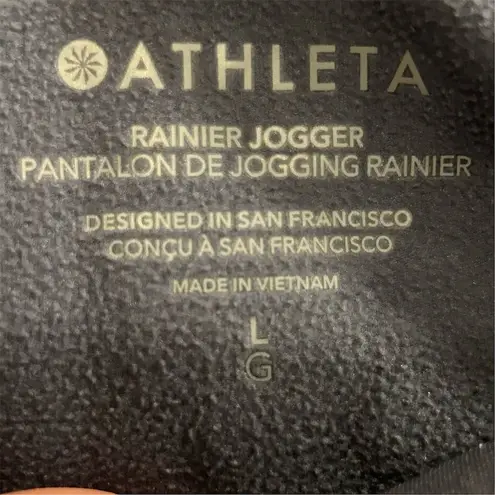 ATHLETA
RAINIER JOGGER
PANTALON DE JOGGING RAINIER
DESIGNED IN SAN FRANCISCO
CONÇU À SAN FRANCISCO
MADE IN VIETNAM
L
G